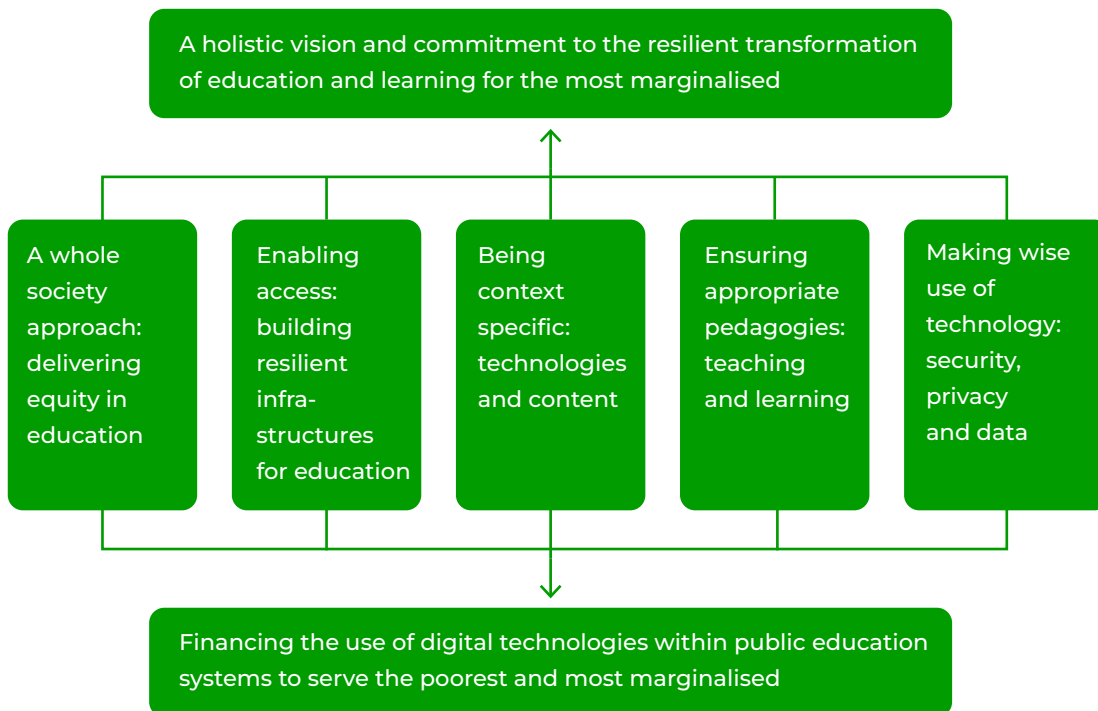 A holistic vision and commitment to the resilient transformation
of education and learning for the most marginalised
A whole
society
approach:
delivering
equity in
education
Enabling
access:
building
resilient
infra-
structures
for education
Being
context
specific:
technologies
and content
Ensuring
appropriate
pedagogies:
teaching
and learning
Making wise
use of
technology:
security,
privacy
and data
Financing the use of digital technologies within public education
systems to serve the poorest and most marginalised